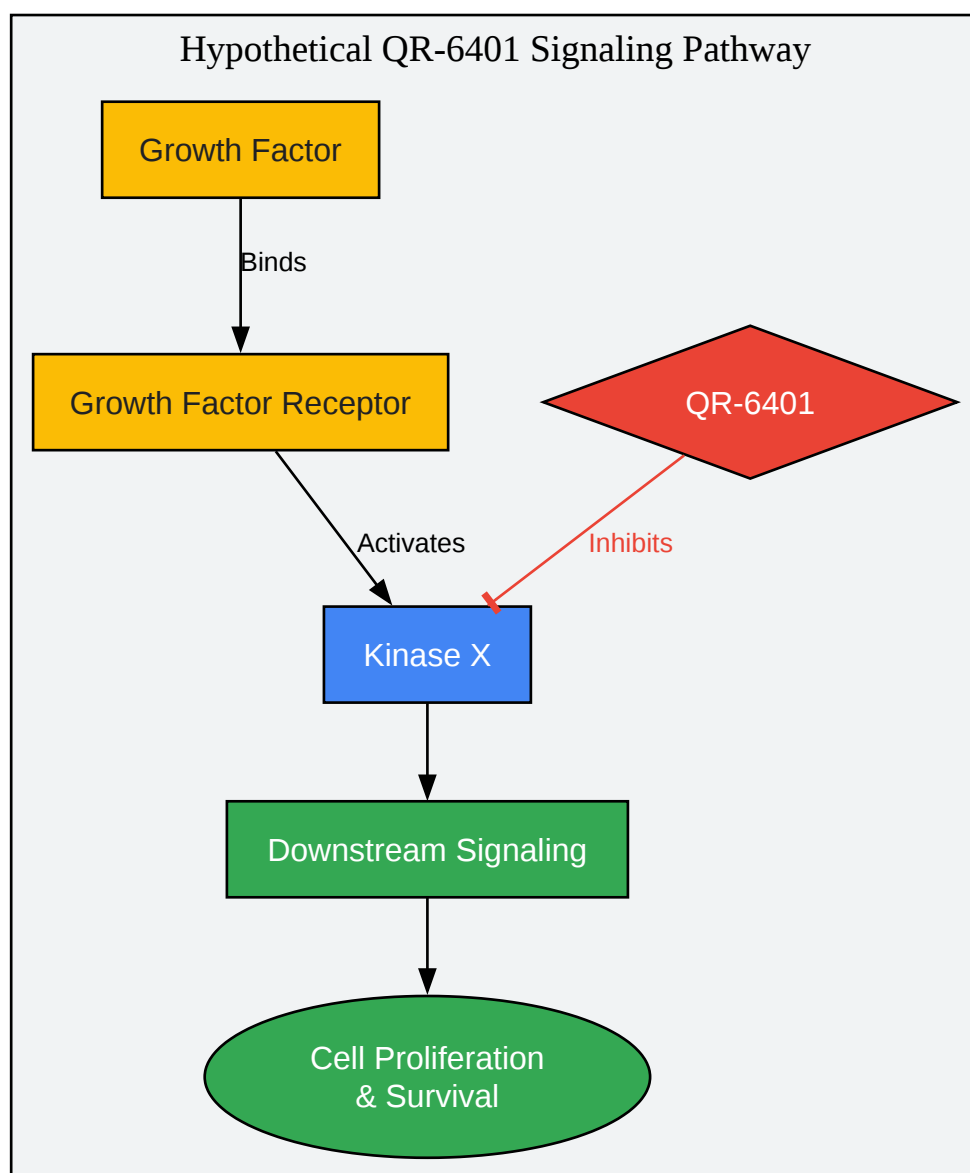 Hypothetical QR-6401 Signaling Pathway
Growth Factor
Binds
Growth Factor Receptor
QR-6401
Activates
Inhibits
Kinase X
Downstream Signaling
Cell Proliferation
& Survival